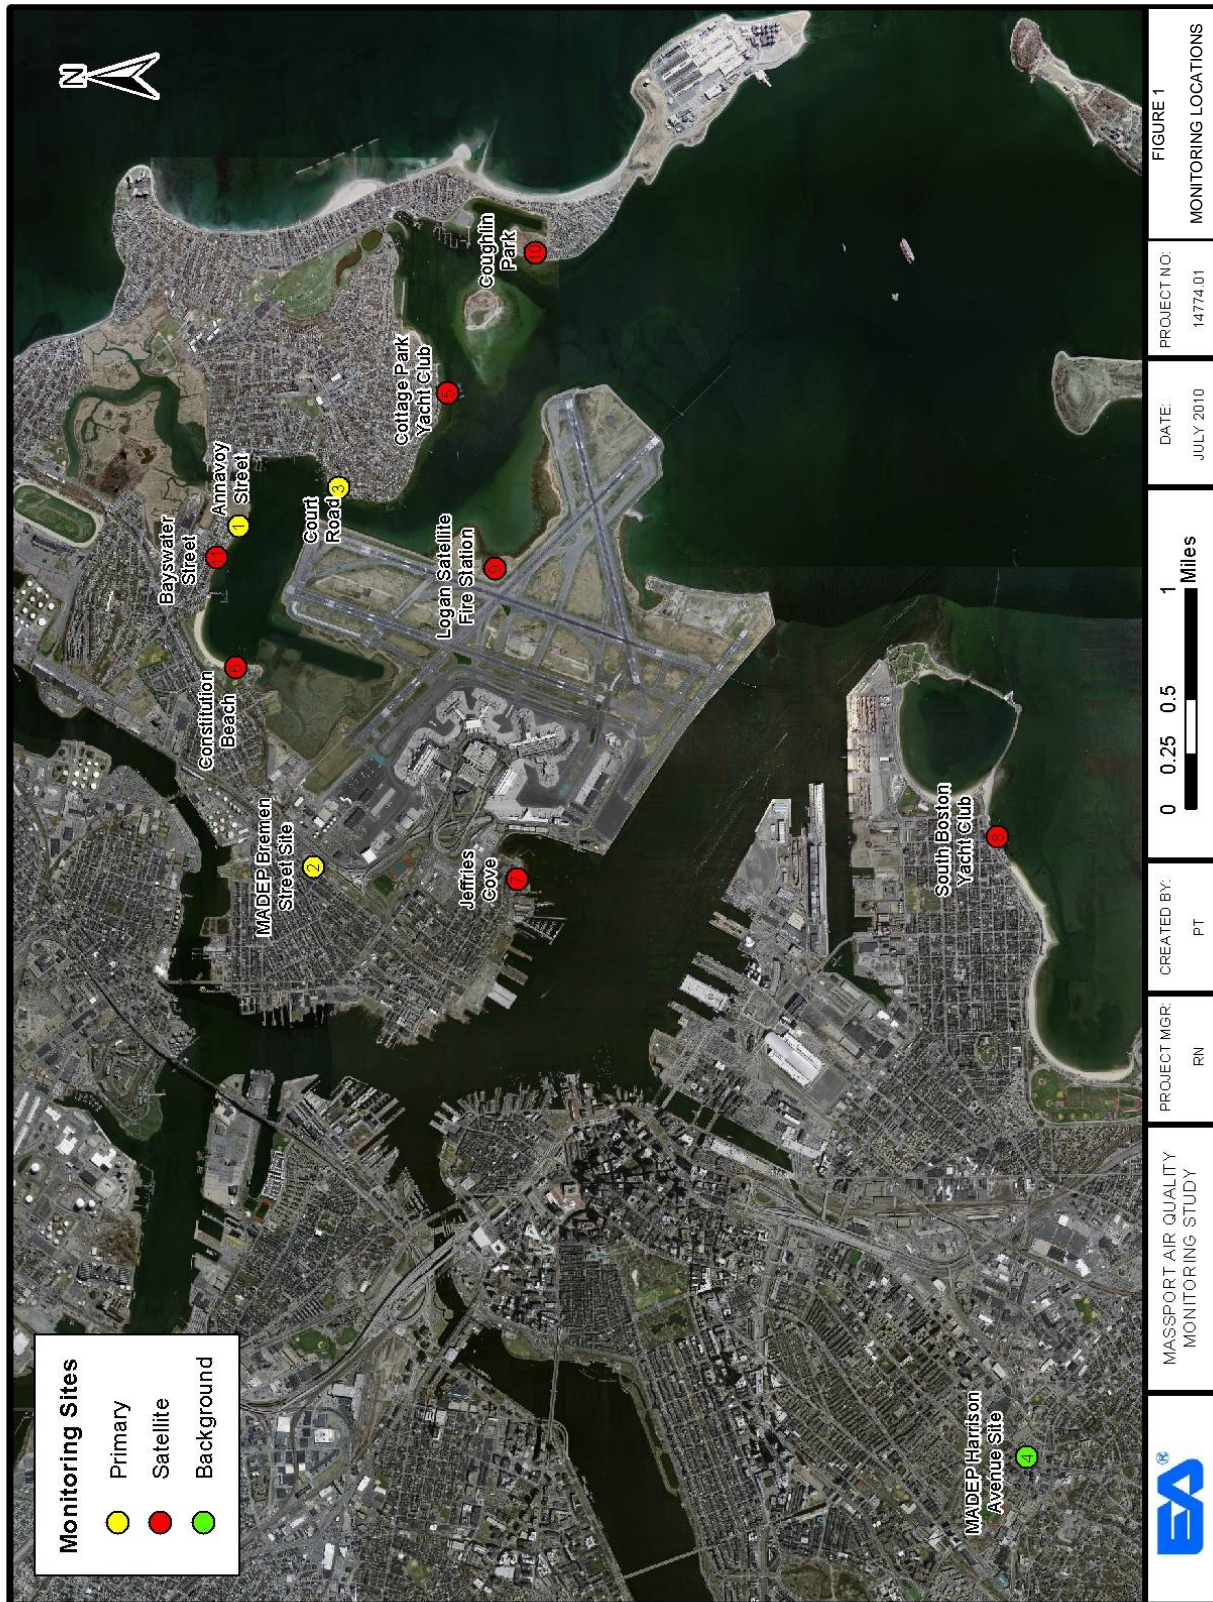 N
Monitoring Sites
Primary
Satellite
Background
Bayswater
Street
11
Annavoy
Street
1
Constitution
Beach
6
MADEP Bremen
Street Site
2
Court
Road
3
Cottage Park
Yacht Club
5
Coughlin
Park
10
Logan Satellite
Fire Station
9
Jeffries
Cove
7
South Boston
Yacht Club
8
MADEP Harrison
Avenue Site
4
EA®
MASSPORT AIR QUALITY
MONITORING STUDY
PROJECT MGR:
RN
CREATED BY:
PT
0 0.25 0.5 1
Miles
DATE:
JULY 2010
PROJECT NO:
14774.01
FIGURE 1
MONITORING LOCATIONS